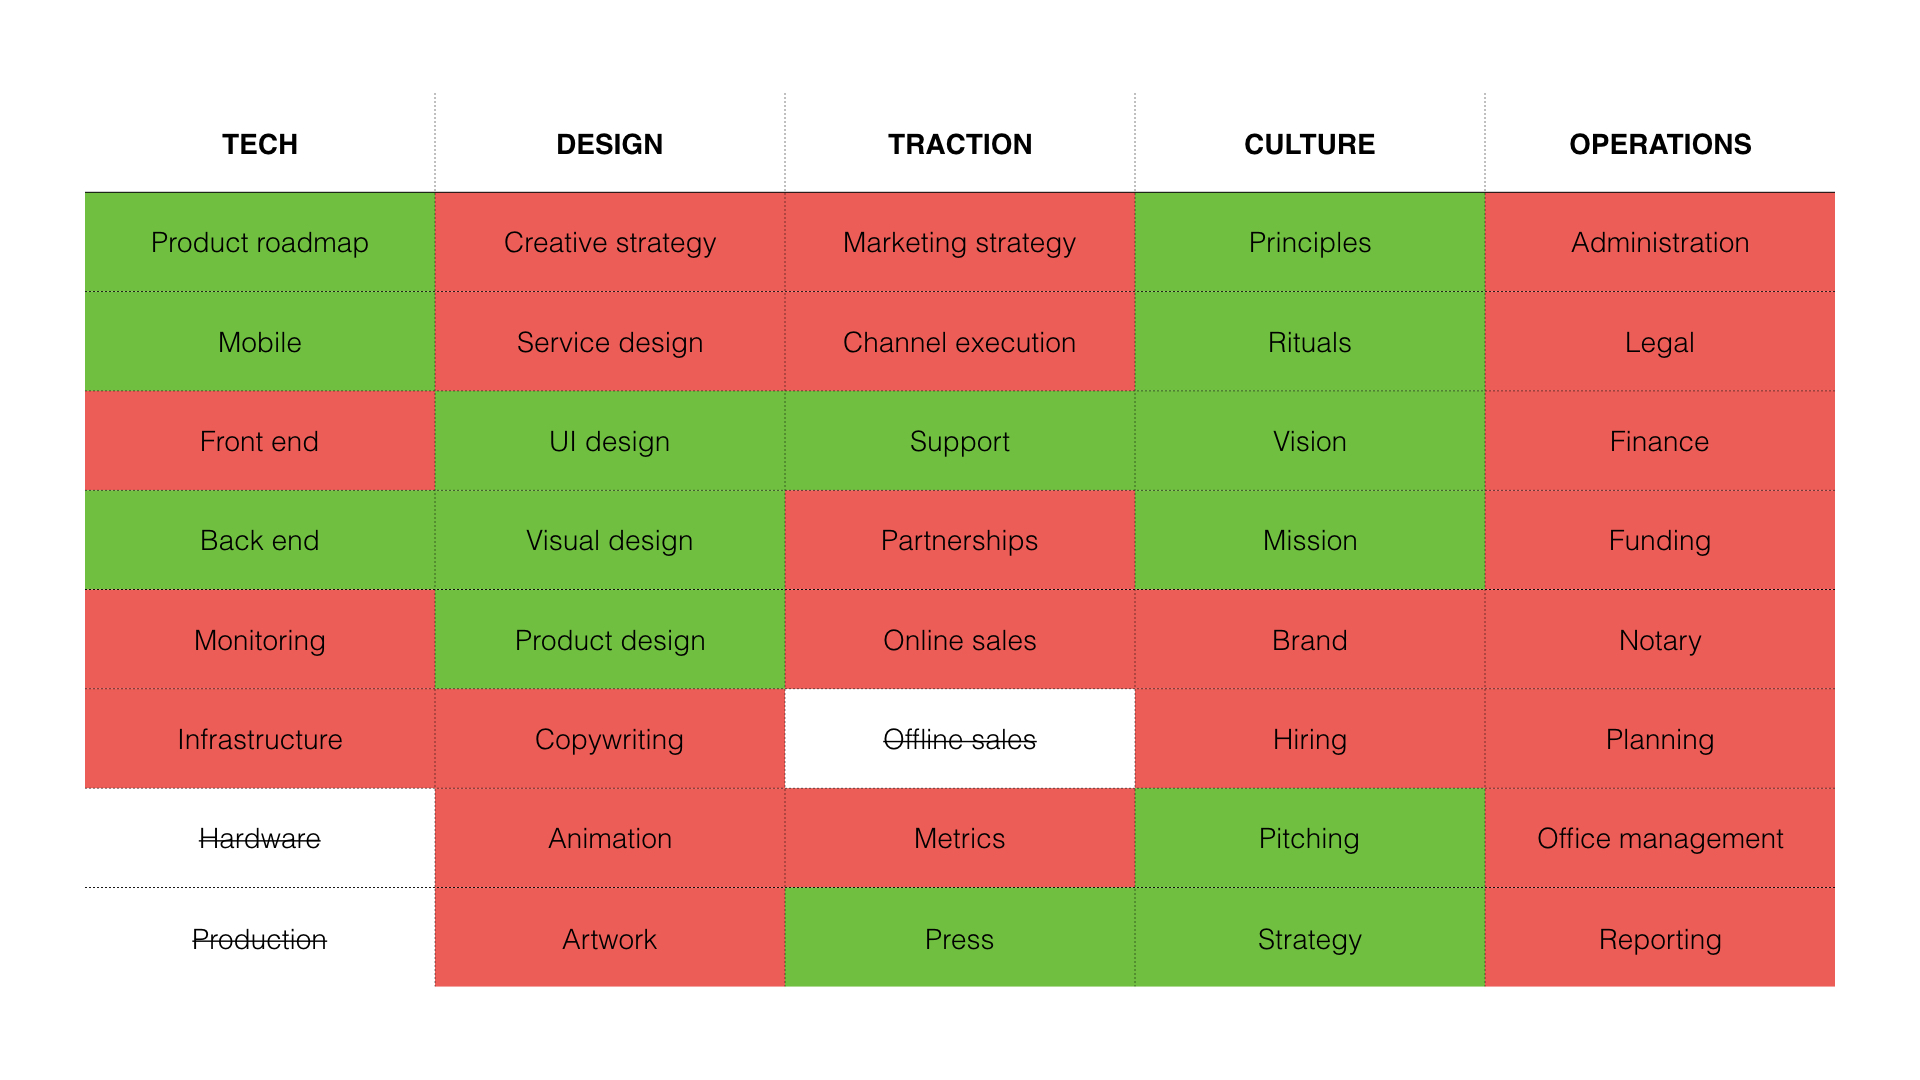 TECH DESIGN TRACTION CULTURE OPERATIONS
Product roadmap Creative strategy Marketing strategy Principles Administration
Mobile Service design Channel execution Rituals Legal
Front end UI design Support Vision Finance
Back end Visual design Partnerships Mission Funding
Monitoring Product design Online sales Brand Notary
Infrastructure Copywriting Offline sales Hiring Planning
Hardware Animation Metrics Pitching Office management
Production Artwork Press Strategy Reporting